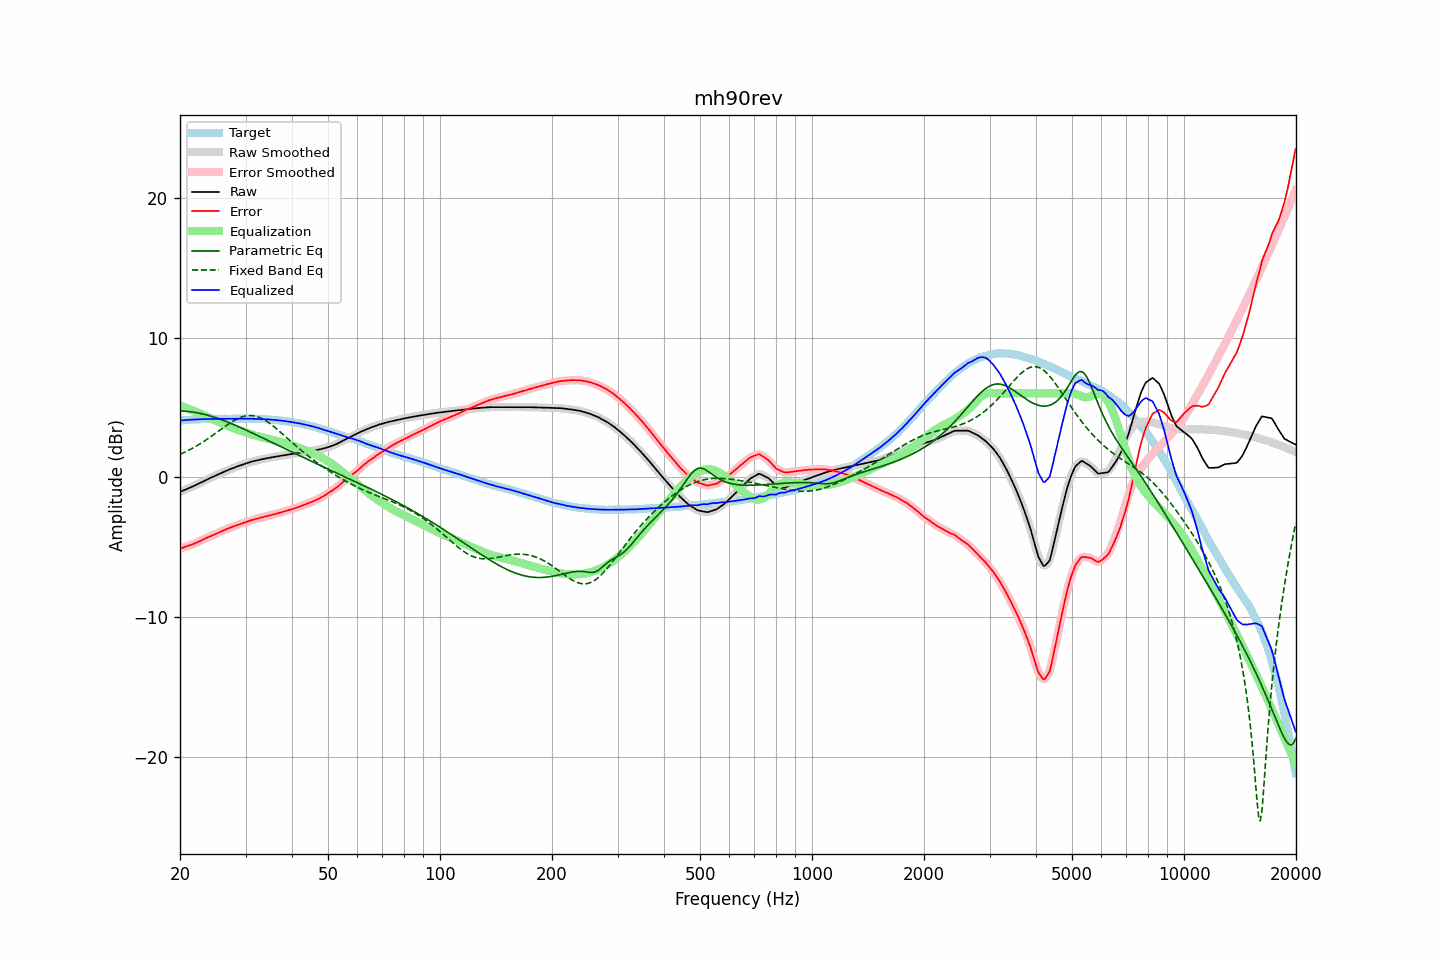 mh90rev
Target
Raw Smoothed
Error Smoothed
Raw
Error
Equalization
Parametric Eq
Fixed Band Eq
Equalized
Amplitude (dBr)
20
10
0
−10
−20
20 50 100 200 500 1000 2000 5000 10000 20000
Frequency (Hz)